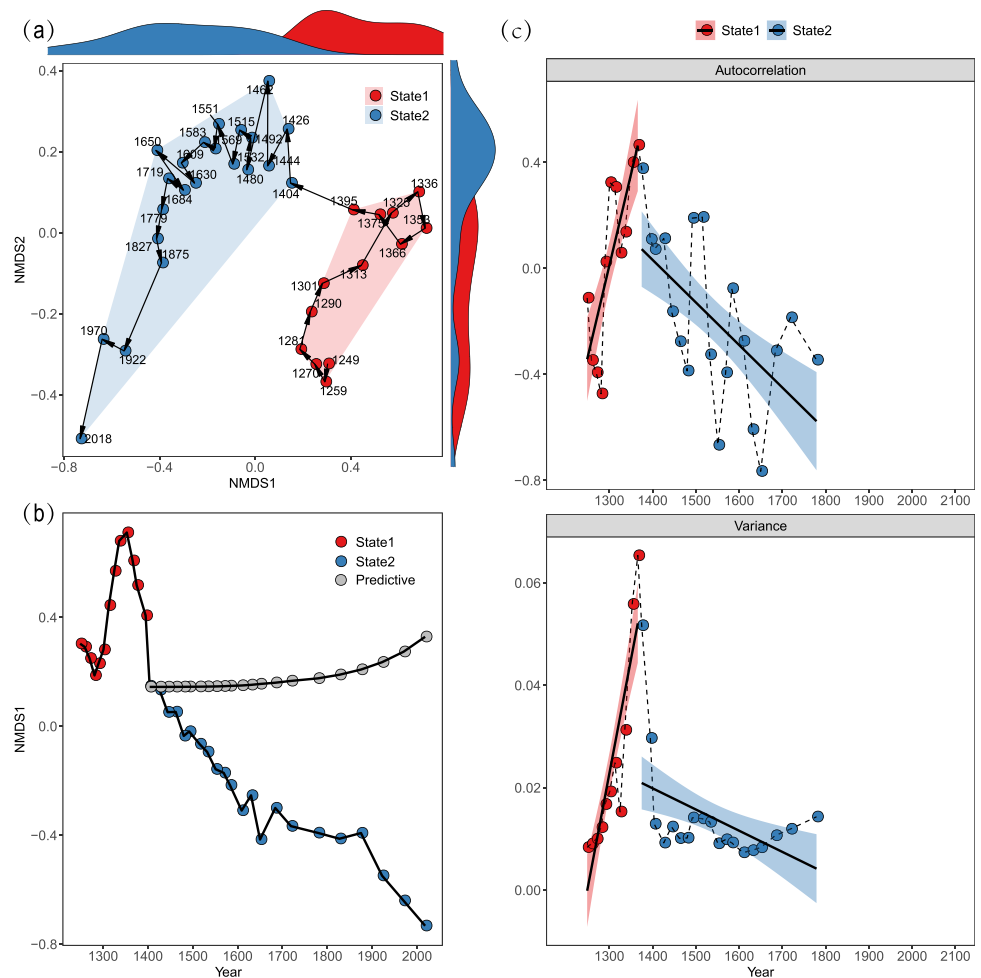 (a)
0.4
0.2
0.0
−0.2
−0.4
NMDS2
−0.8
−0.4
0.0
0.4
NMDS1
State1
State2
1462
1551
1515
1426
1583
1569
1492
1650
1609
1532
1444
1719
1630
1480
1404
1684
1779
1827
1875
1970
1922
2018
1395
1336
1375
1323
1353
1366
1313
1301
1290
1281
1270
1249
1259
(b)
State1
State2
Predictive
0.4
0.0
−0.4
−0.8
NMDS1
1300 1400 1500 1600 1700 1800 1900 2000
Year
(c)
State1 State2
Autocorrelation
0.4
0.0
−0.4
−0.8
1300 1400 1500 1600 1700 1800 1900 2000 2100
Variance
0.06
0.04
0.02
0.00
1300 1400 1500 1600 1700 1800 1900 2000 2100
Year